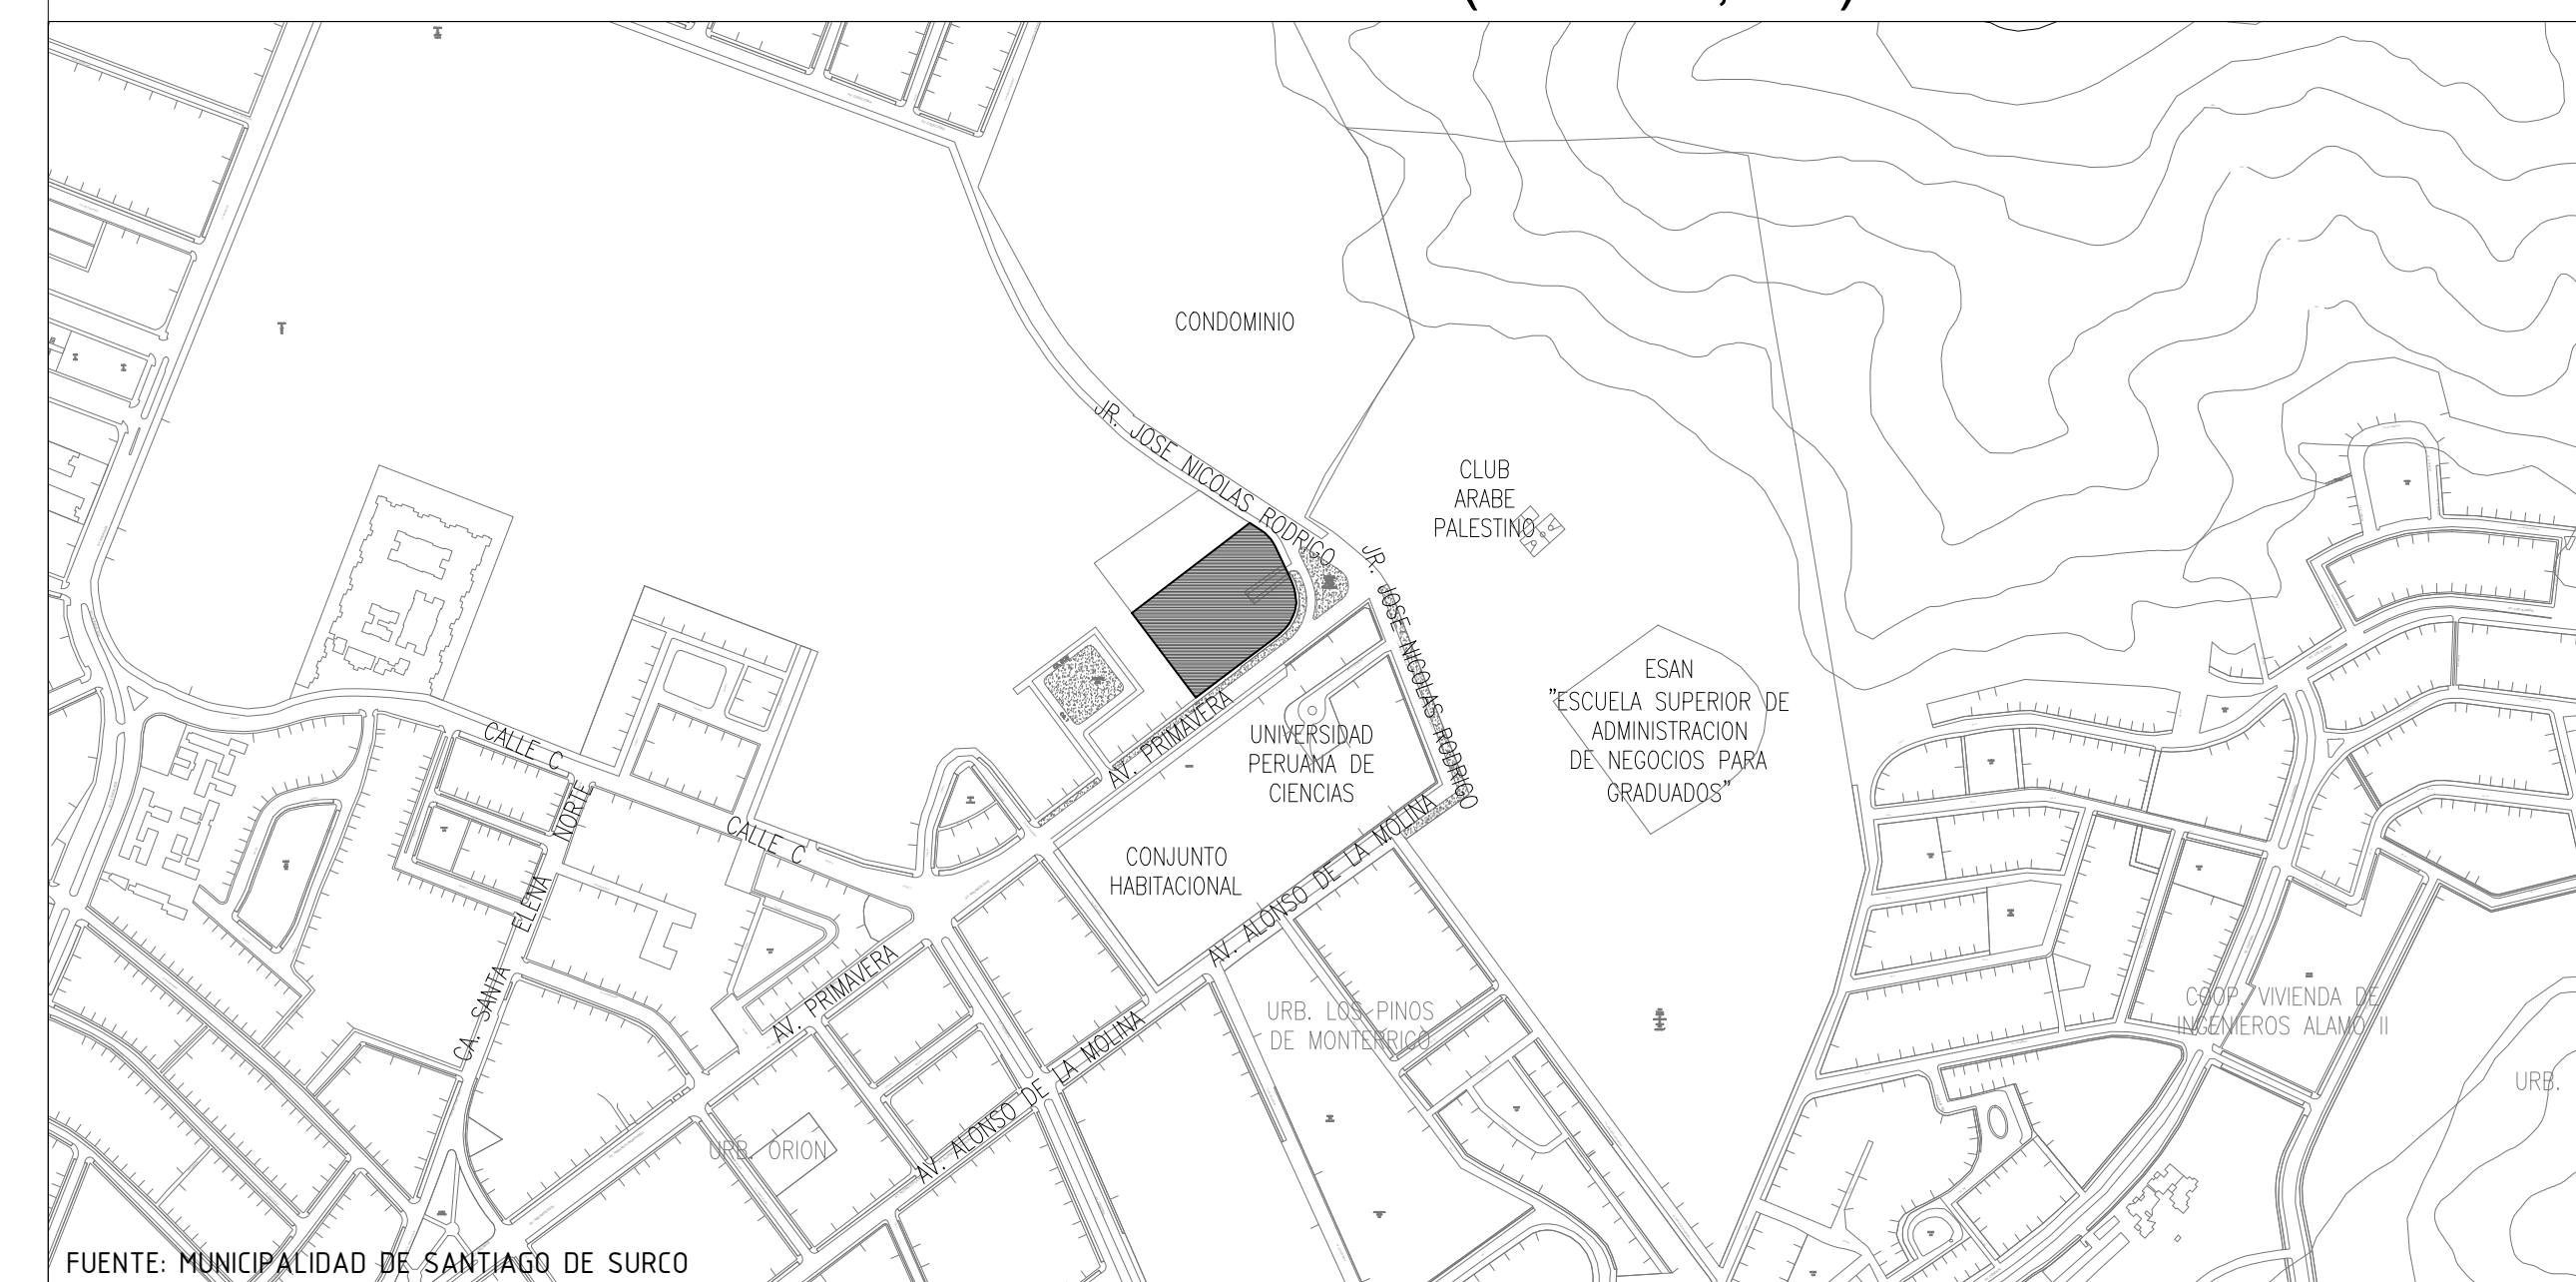 CONDOMINIO
JR. JOSE NICOLAS RODRIGO
CLUB
ARABE
PALESTINO
JR. JOSE NICOLAS RODRIGO
ESAN
"ESCUELA SUPERIOR DE
ADMINISTRACION
DE NEGOCIOS PARA
GRADUADOS"
AV. PRIMAVERA
UNIVERSIDAD
PERUANA DE
CIENCIAS
CALLE C
CALLE C
CA. SANTA ELENA NORTE
CONJUNTO
HABITACIONAL
AV. ALONSO DE LA MOLINA
AV. PRIMAVERA
URB. LOS PINOS
DE MONTERRICO
COOP. VIVIENDA DE
INGENIEROS ALAMO II
URB.
AV. ALONSO DE LA MOLINA
URB. ORION
FUENTE: MUNICIPALIDAD DE SANTIAGO DE SURCO